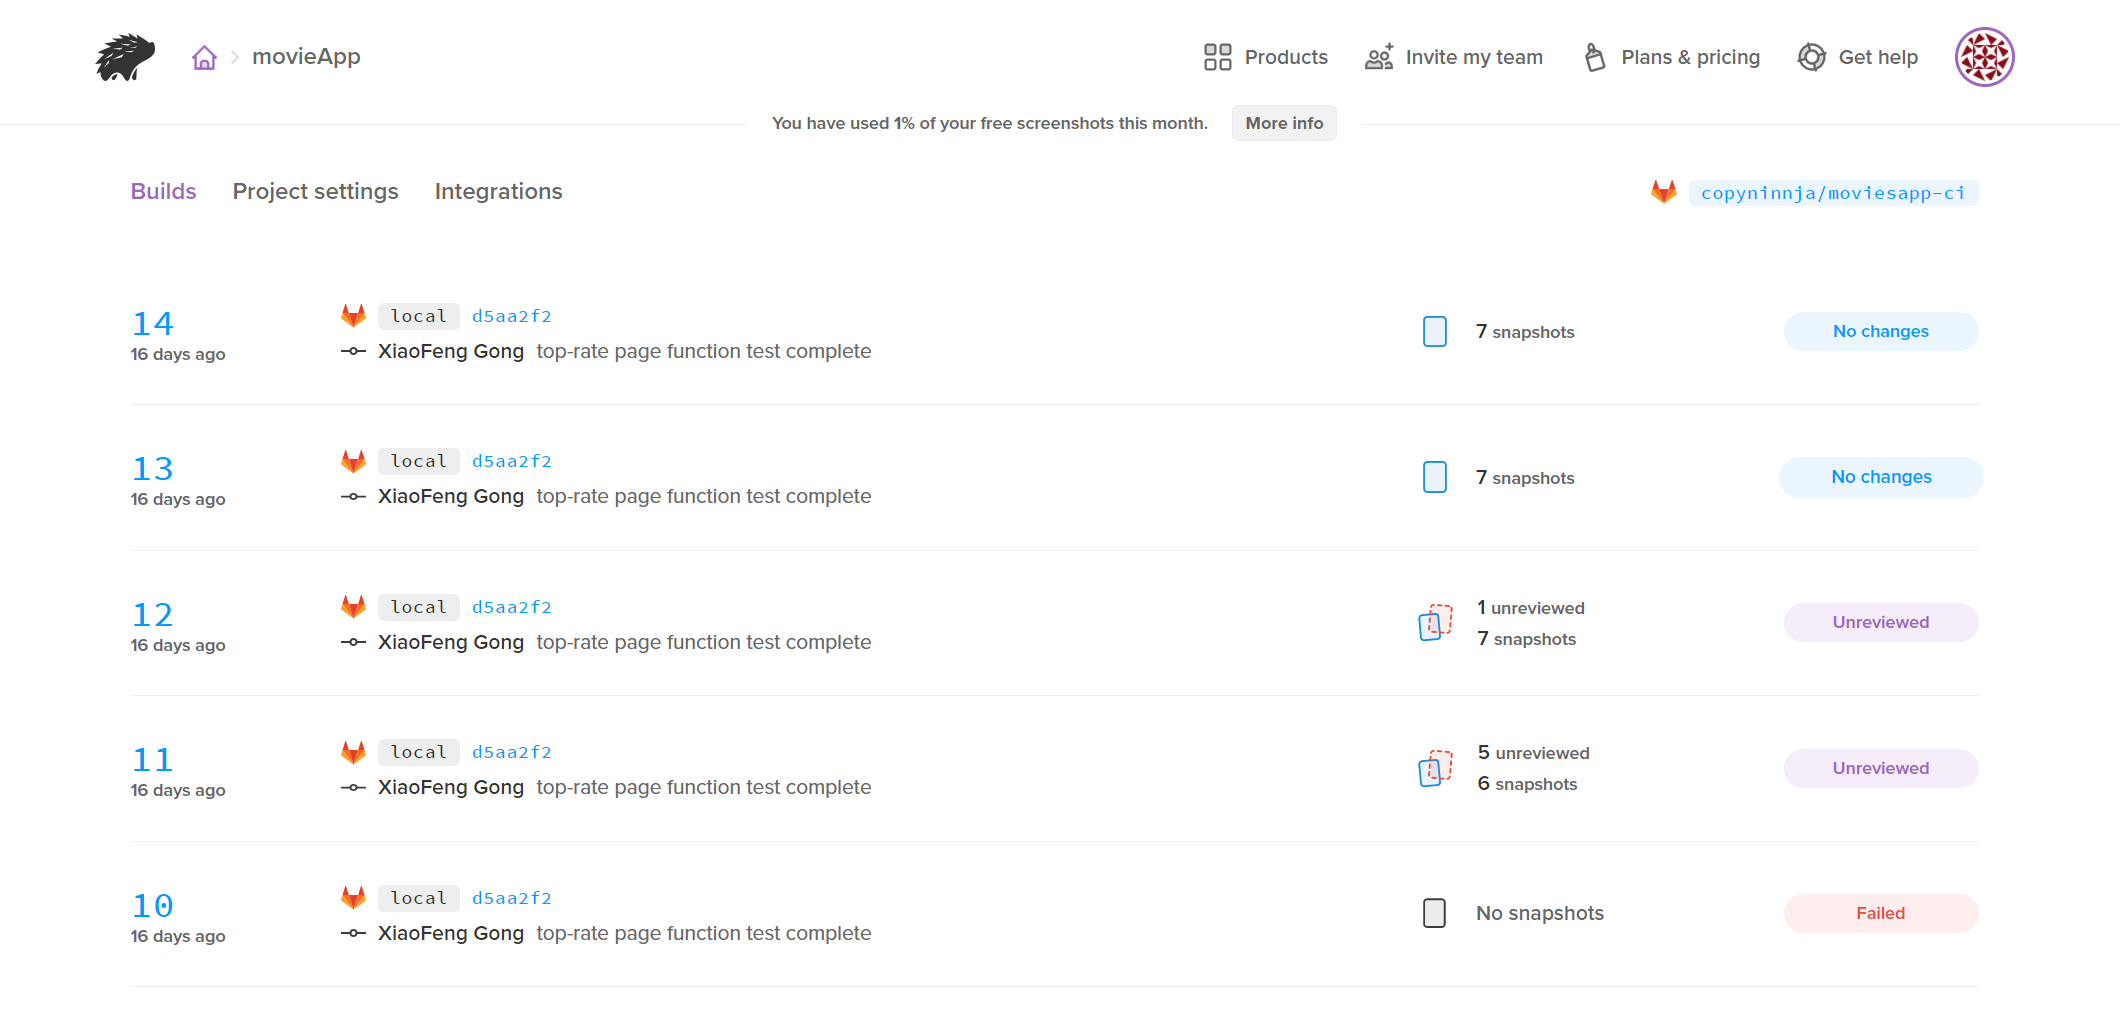 movieApp
Products
Invite my team
Plans & pricing
Get help
You have used 1% of your free screenshots this month.
More info
Builds
Project settings
Integrations
copyninnja/moviesapp-ci
14
16 days ago
local d5aa2f2
XiaoFeng Gong top-rate page function test complete
7 snapshots
No changes
13
16 days ago
local d5aa2f2
XiaoFeng Gong top-rate page function test complete
7 snapshots
No changes
12
16 days ago
local d5aa2f2
XiaoFeng Gong top-rate page function test complete
1 unreviewed
7 snapshots
Unreviewed
11
16 days ago
local d5aa2f2
XiaoFeng Gong top-rate page function test complete
5 unreviewed
6 snapshots
Unreviewed
10
16 days ago
local d5aa2f2
XiaoFeng Gong top-rate page function test complete
No snapshots
Failed